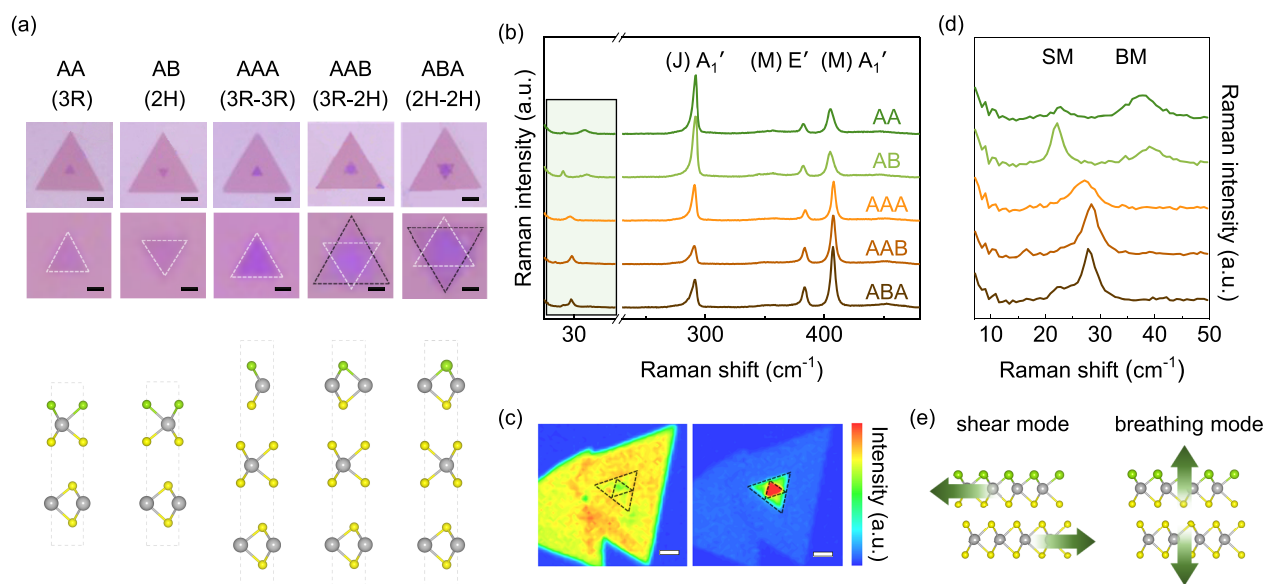 (a)
AA AB AAA AAB ABA
(3R) (2H) (3R-3R) (3R-2H) (2H-2H)
(b)
Raman intensity (a.u.)
(J) A₁′ (M) E′ (M) A₁′
AA
AB
AAA
AAB
ABA
30 300 400
Raman shift (cm⁻¹)
(c)
Intensity (a.u.)
(d)
SM BM
Raman intensity (a.u.)
10 20 30 40 50
Raman shift (cm⁻¹)
(e)
shear mode breathing mode